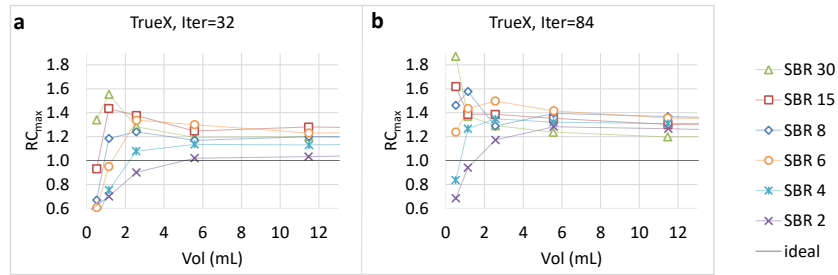 a
TrueX, Iter=32
RCmax
1.8
1.6
1.4
1.2
1.0
0.8
0.6
0 2 4 6 8 10 12
Vol (mL)
b
TrueX, Iter=84
RCmax
1.8
1.6
1.4
1.2
1.0
0.8
0.6
0 2 4 6 8 10 12
Vol (mL)
SBR 30
SBR 15
SBR 8
SBR 6
SBR 4
SBR 2
ideal